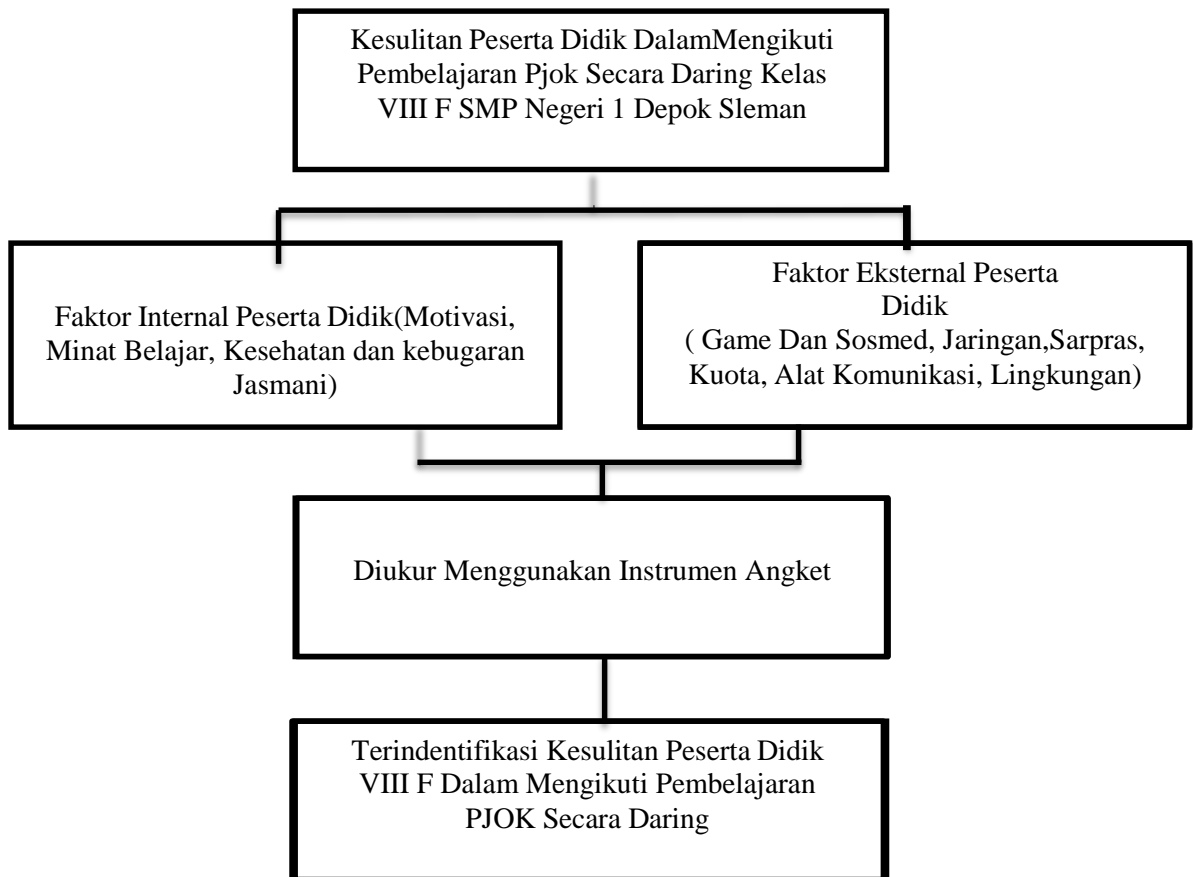 Kesulitan Peserta Didik DalamMengikuti
Pembelajaran Pjok Secara Daring Kelas
VIII F SMP Negeri 1 Depok Sleman
Faktor Internal Peserta Didik(Motivasi,
Minat Belajar, Kesehatan dan kebugaran
Jasmani)
Faktor Eksternal Peserta
Didik
( Game Dan Sosmed, Jaringan,Sarpras,
Kuota, Alat Komunikasi, Lingkungan)
Diukur Menggunakan Instrumen Angket
Terindentifikasi Kesulitan Peserta Didik
VIII F Dalam Mengikuti Pembelajaran
PJOK Secara Daring